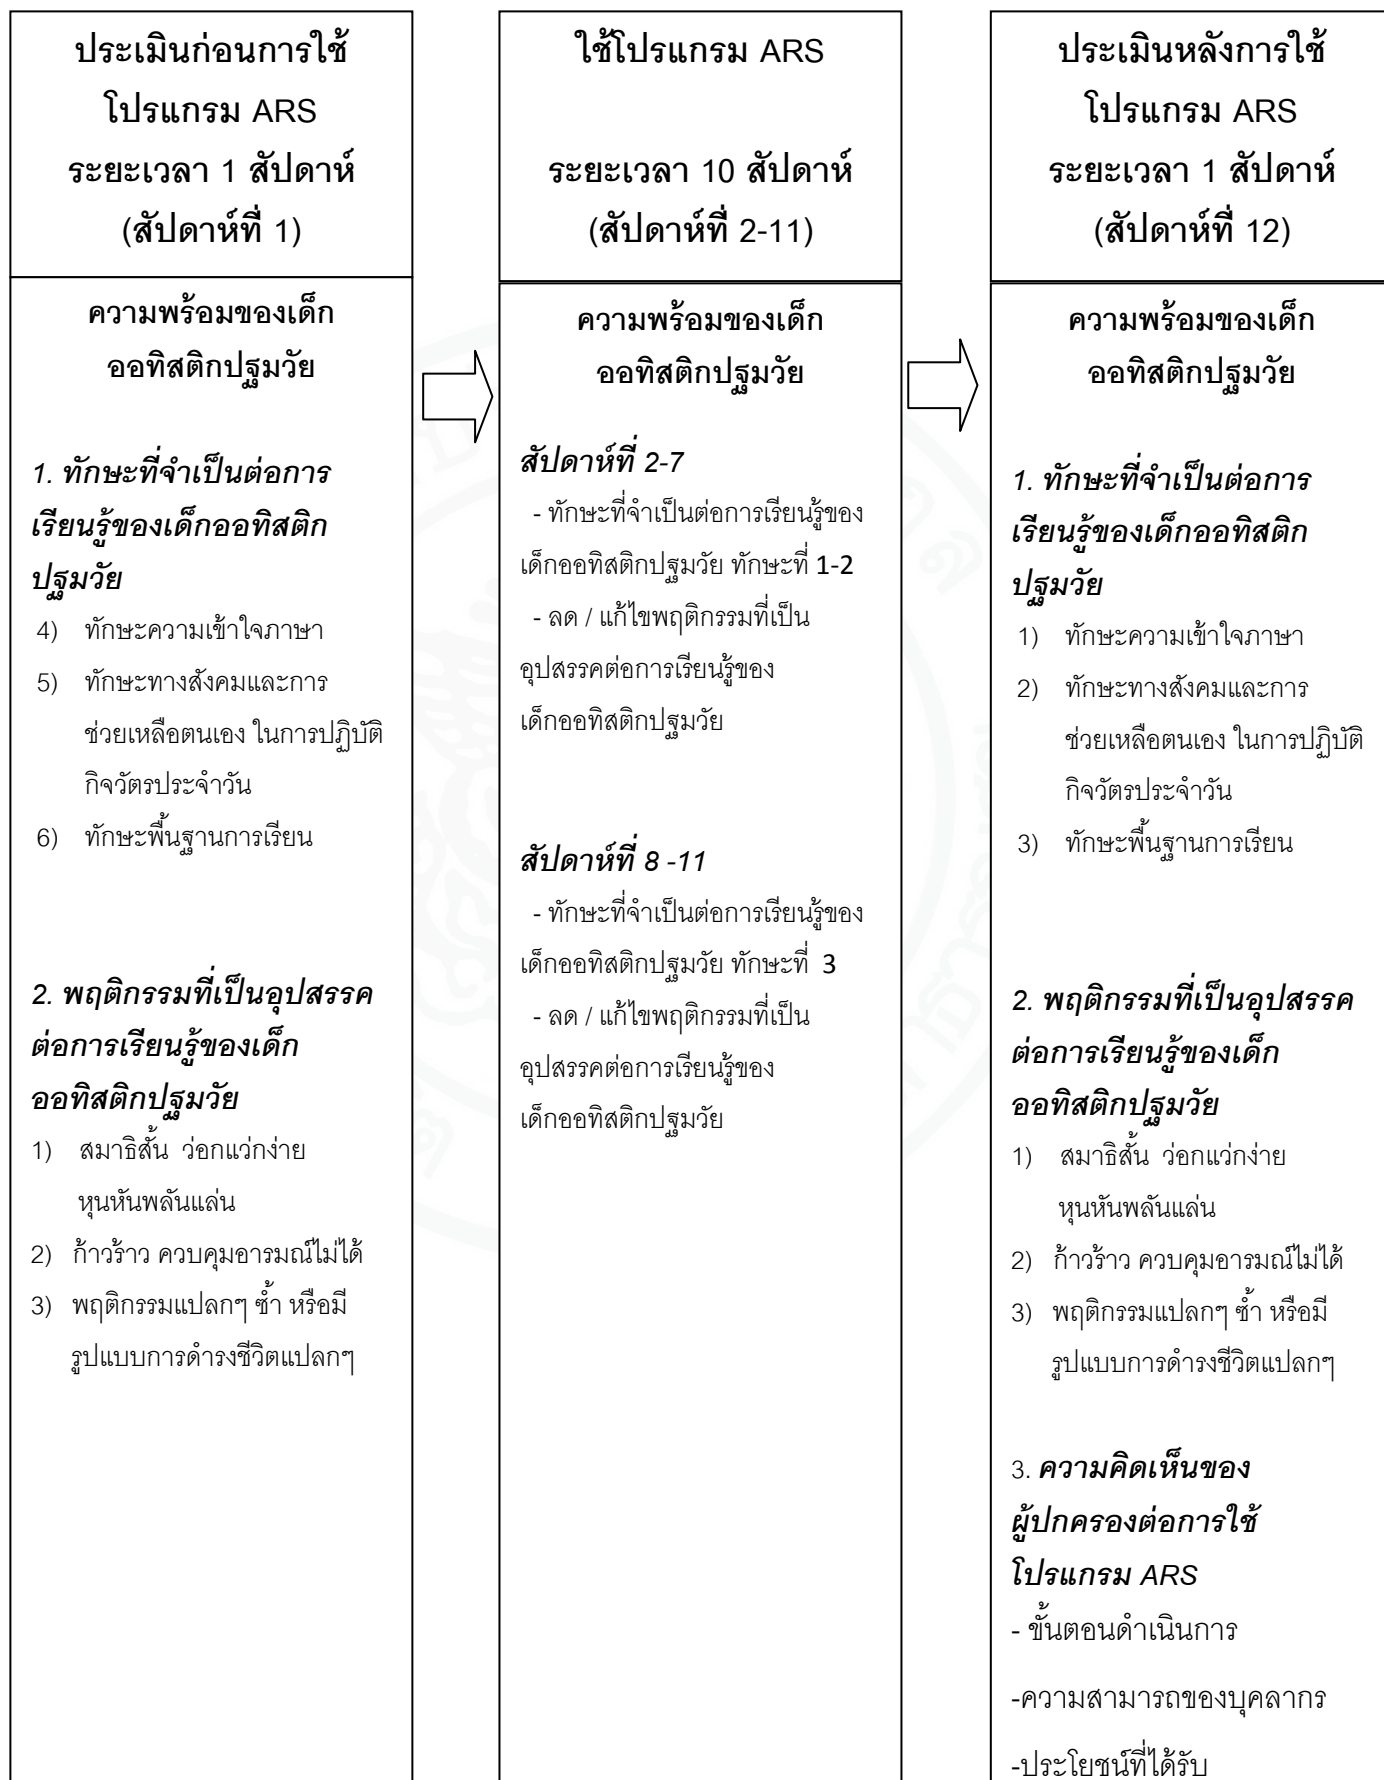 ประเมินก่อนการใช้
โปรแกรม ARS
ระยะเวลา 1 สัปดาห์
(สัปดาห์ที่ 1)
ความพร้อมของเด็ก
ออทิสติกปฐมวัย
1. ทักษะที่จำเป็นต่อการ
เรียนรู้ของเด็กออทิสติก
ปฐมวัย
4) ทักษะความเข้าใจภาษา
5) ทักษะทางสังคมและการ
ช่วยเหลือตนเอง ในการปฏิบัติ
กิจวัตรประจำวัน
6) ทักษะพื้นฐานการเรียน
2. พฤติกรรมที่เป็นอุปสรรค
ต่อการเรียนรู้ของเด็ก
ออทิสติกปฐมวัย
1) สมาธิสั้น ว่อกแว่กง่าย
หุนหันพลันแล่น
2) ก้าวร้าว ควบคุมอารมณ์ไม่ได้
3) พฤติกรรมแปลกๆ ซ้ำ หรือมี
รูปแบบการดำรงชีวิตแปลกๆ
ใช้โปรแกรม ARS
ระยะเวลา 10 สัปดาห์
(สัปดาห์ที่ 2-11)
ความพร้อมของเด็ก
ออทิสติกปฐมวัย
สัปดาห์ที่ 2-7
- ทักษะที่จำเป็นต่อการเรียนรู้ของ
เด็กออทิสติกปฐมวัย ทักษะที่ 1-2
- ลด / แก้ไขพฤติกรรมที่เป็น
อุปสรรคต่อการเรียนรู้ของ
เด็กออทิสติกปฐมวัย
สัปดาห์ที่ 8 -11
- ทักษะที่จำเป็นต่อการเรียนรู้ของ
เด็กออทิสติกปฐมวัย ทักษะที่ 3
- ลด / แก้ไขพฤติกรรมที่เป็น
อุปสรรคต่อการเรียนรู้ของ
เด็กออทิสติกปฐมวัย
ประเมินหลังการใช้
โปรแกรม ARS
ระยะเวลา 1 สัปดาห์
(สัปดาห์ที่ 12)
ความพร้อมของเด็ก
ออทิสติกปฐมวัย
1. ทักษะที่จำเป็นต่อการ
เรียนรู้ของเด็กออทิสติก
ปฐมวัย
1) ทักษะความเข้าใจภาษา
2) ทักษะทางสังคมและการ
ช่วยเหลือตนเอง ในการปฏิบัติ
กิจวัตรประจำวัน
3) ทักษะพื้นฐานการเรียน
2. พฤติกรรมที่เป็นอุปสรรค
ต่อการเรียนรู้ของเด็ก
ออทิสติกปฐมวัย
1) สมาธิสั้น ว่อกแว่กง่าย
หุนหันพลันแล่น
2) ก้าวร้าว ควบคุมอารมณ์ไม่ได้
3) พฤติกรรมแปลกๆ ซ้ำ หรือมี
รูปแบบการดำรงชีวิตแปลกๆ
3. ความคิดเห็นของ
ผู้ปกครองต่อการใช้
โปรแกรม ARS
- ขั้นตอนดำเนินการ
-ความสามารถของบุคลากร
-ประโยชน์ที่ได้รับ